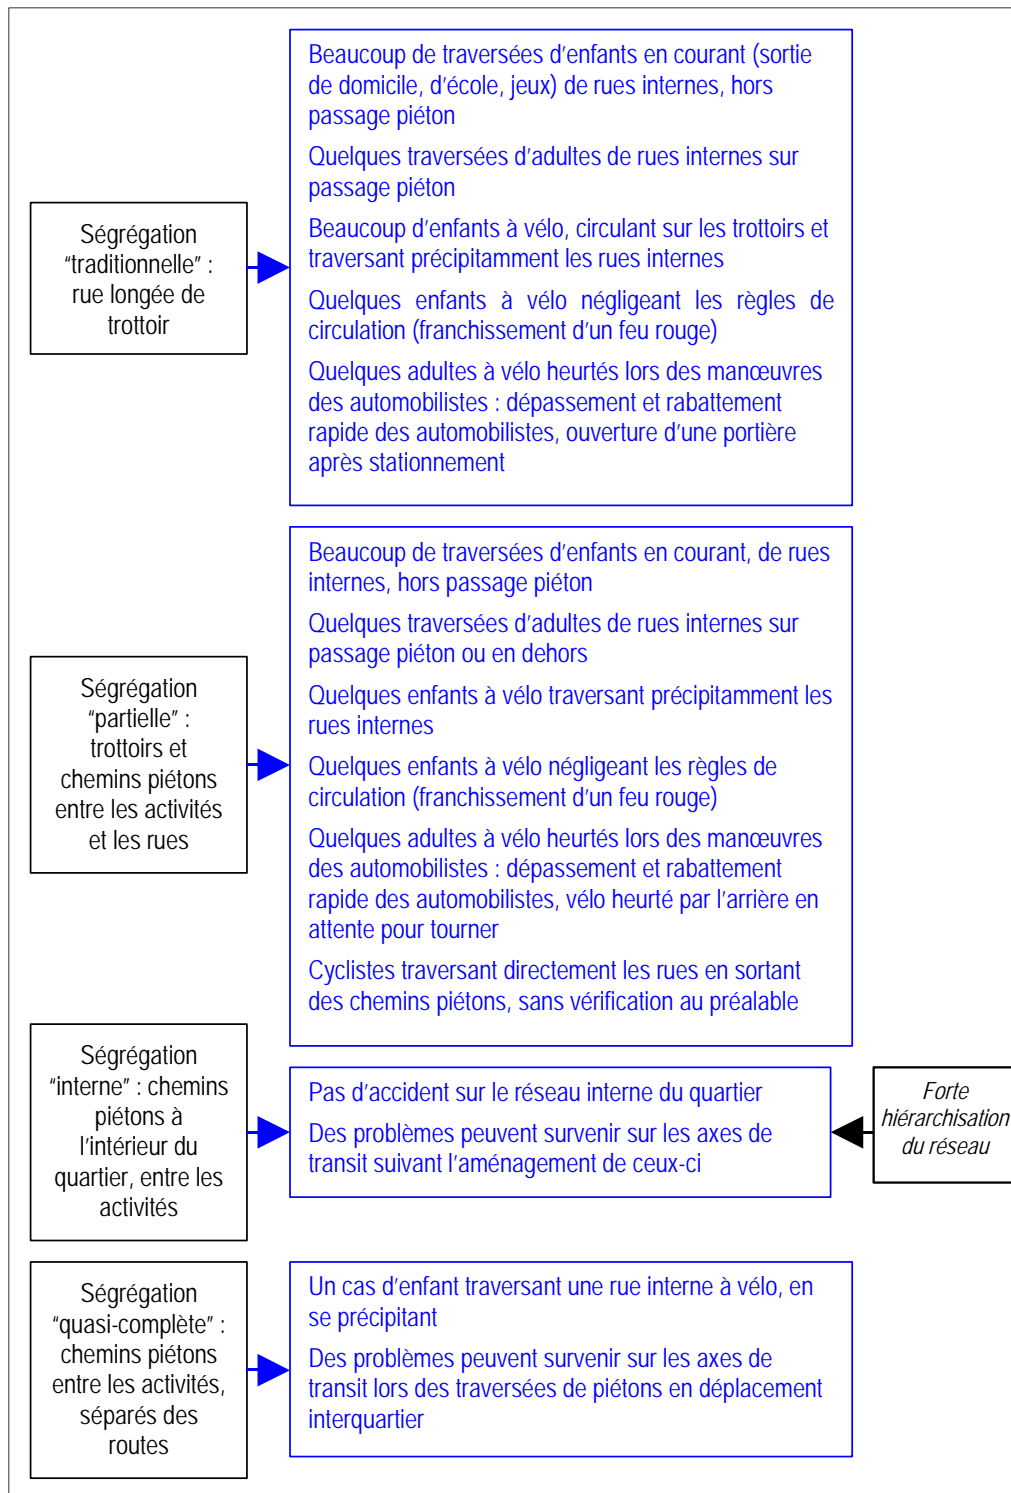 Ségrégation
"traditionnelle" :
rue longée de
trottoir
Beaucoup de traversées d'enfants en courant (sortie
de domicile, d'école, jeux) de rues internes, hors
passage piéton
Quelques traversées d'adultes de rues internes sur
passage piéton
Beaucoup d'enfants à vélo, circulant sur les trottoirs et
traversant précipitamment les rues internes
Quelques enfants à vélo négligeant les règles de
circulation (franchissement d'un feu rouge)
Quelques adultes à vélo heurtés lors des manœuvres
des automobilistes : dépassement et rabattement
rapide des automobilistes, ouverture d'une portière
après stationnement
Ségrégation
"partielle" :
trottoirs et
chemins piétons
entre les activités
et les rues
Beaucoup de traversées d'enfants en courant, de rues
internes, hors passage piéton
Quelques traversées d'adultes de rues internes sur
passage piéton ou en dehors
Quelques enfants à vélo traversant précipitamment les
rues internes
Quelques enfants à vélo négligeant les règles de
circulation (franchissement d'un feu rouge)
Quelques adultes à vélo heurtés lors des manœuvres
des automobilistes : dépassement et rabattement
rapide des automobilistes, vélo heurté par l'arrière en
attente pour tourner
Cyclistes traversant directement les rues en sortant
des chemins piétons, sans vérification au préalable
Ségrégation
"interne" : chemins
piétons à
l'intérieur du
quartier, entre les
activités
Pas d'accident sur le réseau interne du quartier
Des problèmes peuvent survenir sur les axes de
transit suivant l'aménagement de ceux-ci
Forte
hiérarchisation
du réseau
Ségrégation
"quasi-complète" :
chemins piétons
entre les activités,
séparés des
routes
Un cas d'enfant traversant une rue interne à vélo, en
se précipitant
Des problèmes peuvent survenir sur les axes de
transit lors des traversées de piétons en déplacement
interquartier